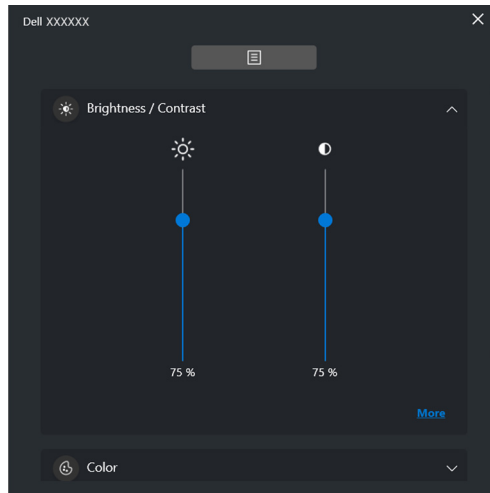 Dell XXXXXX
Brightness / Contrast
75 % 75 %
More
Color